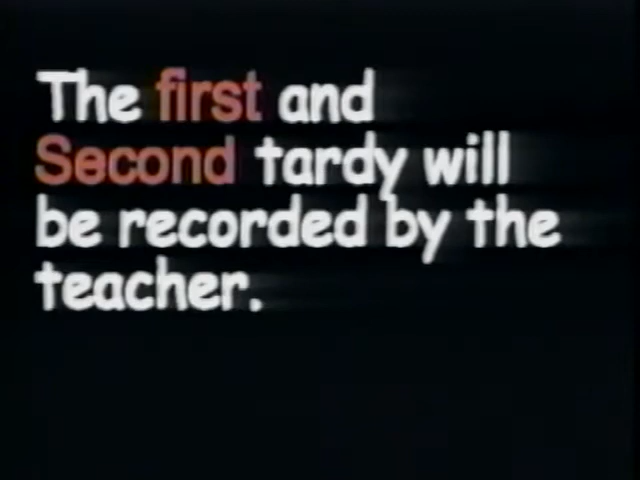 The first and
Second tardy will
be recorded by the
teacher.